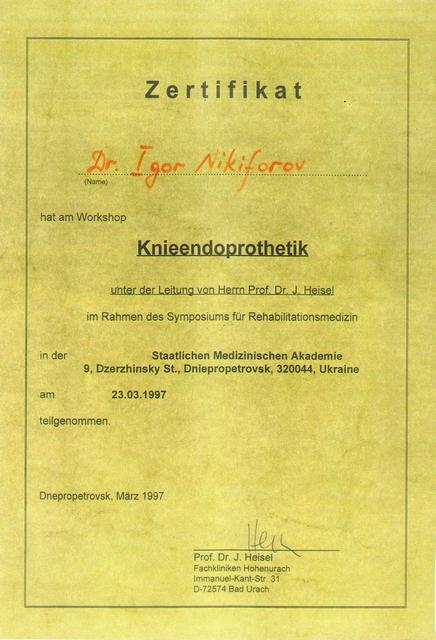 Zertifikat
Dr. Igor Nikiforov
(Name)
hat am Workshop
Knieendoprothetik
unter der Leitung von Herrn Prof. Dr. J. Heisel
im Rahmen des Symposiums für Rehabilitationsmedizin
in der Staatlichen Medizinischen Akademie
9, Dzerzhinsky St., Dniepropetrovsk, 320044, Ukraine
am 23.03.1997
teilgenommen.
Dnepropetrovsk, März 1997
Prof. Dr. J. Heisel
Fachkliniken Hohenurach
Immanuel-Kant-Str. 31
D-72574 Bad Urach